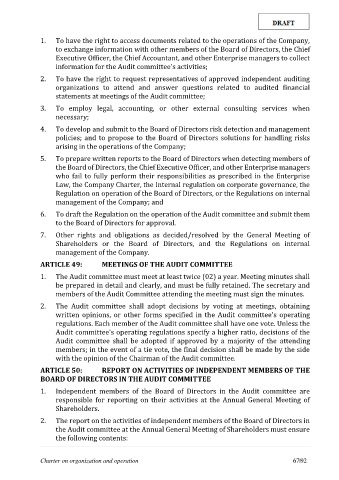 DRAFT
1. To have the right to access documents related to the operations of the Company,
to exchange information with other members of the Board of Directors, the Chief
Executive Officer, the Chief Accountant, and other Enterprise managers to collect
information for the Audit committee's activities;
2. To have the right to request representatives of approved independent auditing
organizations to attend and answer questions related to audited financial
statements at meetings of the Audit committee;
3. To employ legal, accounting, or other external consulting services when
necessary;
4. To develop and submit to the Board of Directors risk detection and management
policies; and to propose to the Board of Directors solutions for handling risks
arising in the operations of the Company;
5. To prepare written reports to the Board of Directors when detecting members of
the Board of Directors, the Chief Executive Officer, and other Enterprise managers
who fail to fully perform their responsibilities as prescribed in the Enterprise
Law, the Company Charter, the Internal regulation on corporate governance, the
Regulation on operation of the Board of Directors, or the Regulations on internal
management of the Company; and
6. To draft the Regulation on the operation of the Audit committee and submit them
to the Board of Directors for approval.
7. Other rights and obligations as decided/resolved by the General Meeting of
Shareholders or the Board of Directors, and the Regulations on internal
management of the Company.
ARTICLE 49: MEETINGS OF THE AUDIT COMMITTEE
1. The Audit committee must meet at least twice (02) a year. Meeting minutes shall
be prepared in detail and clearly, and must be fully retained. The secretary and
members of the Audit Committee attending the meeting must sign the minutes.
2. The Audit committee shall adopt decisions by voting at meetings, obtaining
written opinions, or other forms specified in the Audit committee's operating
regulations. Each member of the Audit committee shall have one vote. Unless the
Audit committee's operating regulations specify a higher ratio, decisions of the
Audit committee shall be adopted if approved by a majority of the attending
members; in the event of a tie vote, the final decision shall be made by the side
with the opinion of the Chairman of the Audit committee.
ARTICLE 50: REPORT ON ACTIVITIES OF INDEPENDENT MEMBERS OF THE
BOARD OF DIRECTORS IN THE AUDIT COMMITTEE
1. Independent members of the Board of Directors in the Audit committee are
responsible for reporting on their activities at the Annual General Meeting of
Shareholders.
2. The report on the activities of independent members of the Board of Directors in
the Audit committee at the Annual General Meeting of Shareholders must ensure
the following contents:
Charter on organization and operation 67/92